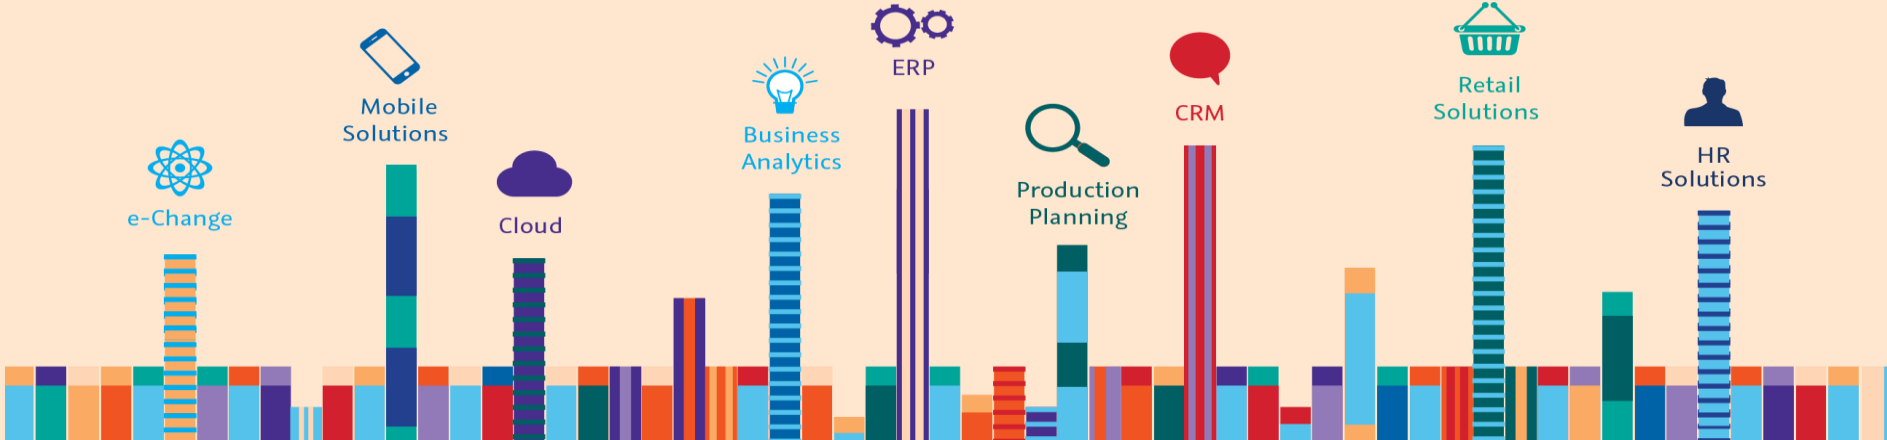 e-Change
Mobile
Solutions
Cloud
Business
Analytics
ERP
Production
Planning
CRM
Retail
Solutions
HR
Solutions